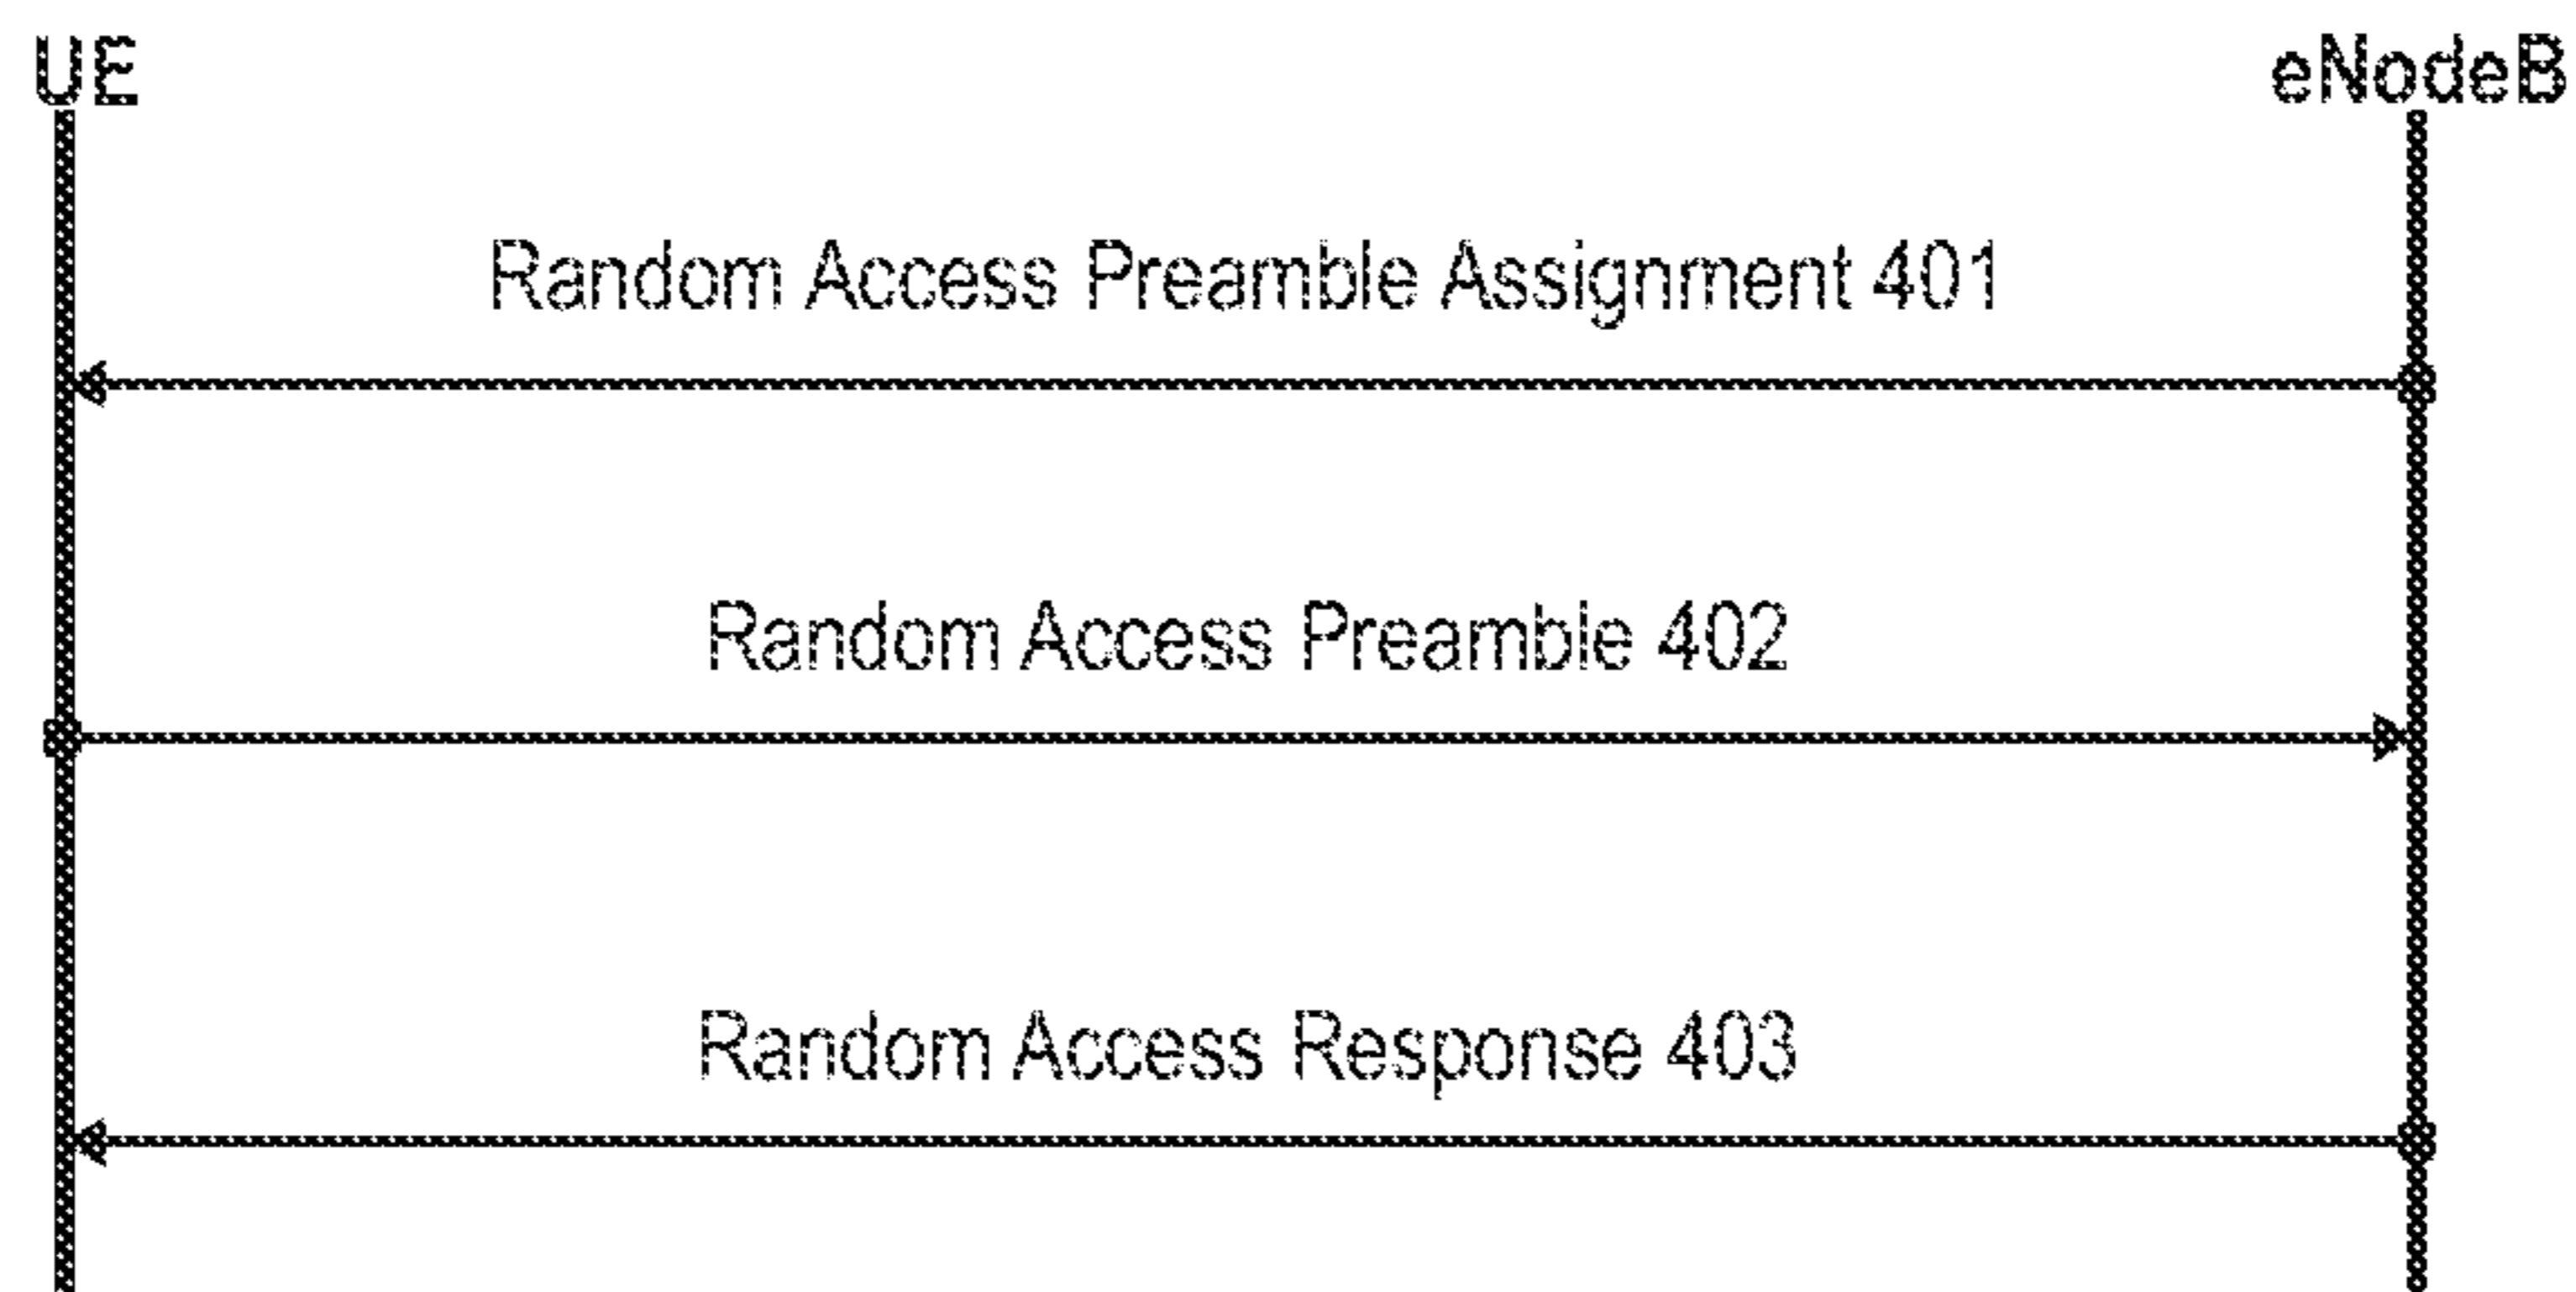 UE eNodeB
Random Access Preamble Assignment 401
Random Access Preamble 402
Random Access Response 403